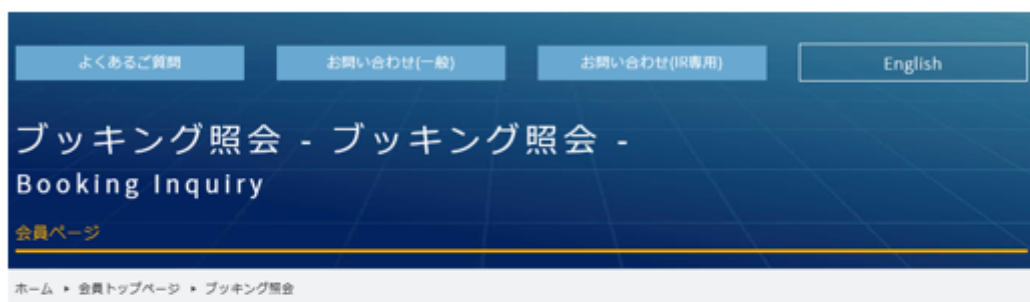 よくあるご質問 お問い合わせ(一般) お問い合わせ(IR専用) English
ブッキング照会 - ブッキング照会 -
Booking Inquiry
会員ページ
ホーム ▸ 会員トップページ ▸ ブッキング照会